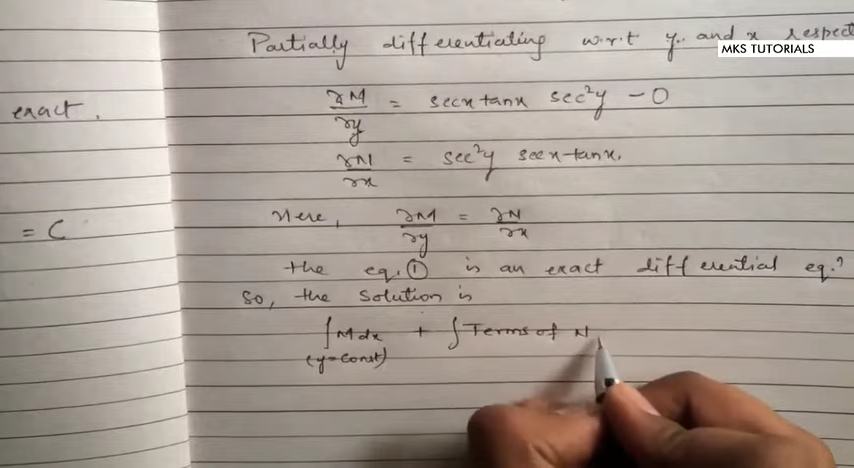 Partially differentiating w.r.t y. and x respect
MKS TUTORIALS
exact.
∂M/∂y = secx tanx sec²y - 0
∂N/∂x = sec²y secx tanx.
= C
Here, ∂M/∂y = ∂N/∂x
the eq. ① is an exact differential eq.ⁿ
So, the solution is
∫Mdx + ∫Terms of N
(y=const)